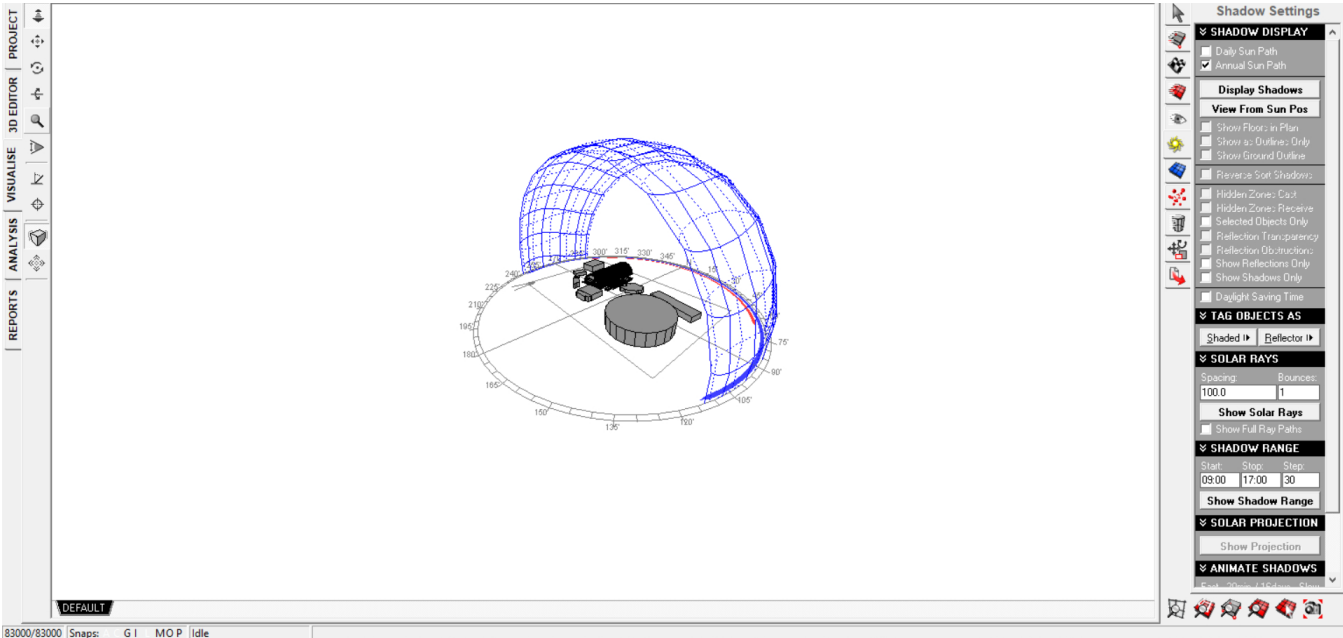 PROJECT
3D EDITOR
VISUALISE
ANALYSIS
REPORTS
300°
315°
330°
345°
15°
240°
225°
210°
195°
180°
165°
150°
135°
120°
105°
90°
75°
DEFAULT
83000/83000 Snaps: G I M O P Idle
Shadow Settings
SHADOW DISPLAY
Daily Sun Path
Annual Sun Path
Display Shadows
View From Sun Pos
Show Floors in Plan
Show as Outlines Only
Show Ground Outline
Reverse Sort Shadows
Hidden Zones Cast
Hidden Zones Receive
Selected Objects Only
Reflection Transparency
Reflection Obstructions
Show Reflections Only
Show Shadows Only
Daylight Saving Time
TAG OBJECTS AS
Shaded Reflector
SOLAR RAYS
Spacing: Bounces:
100.0 1
Show Solar Rays
Show Full Ray Paths
SHADOW RANGE
Start: Stop: Step:
09:00 17:00 30
Show Shadow Range
SOLAR PROJECTION
Show Projection
ANIMATE SHADOWS